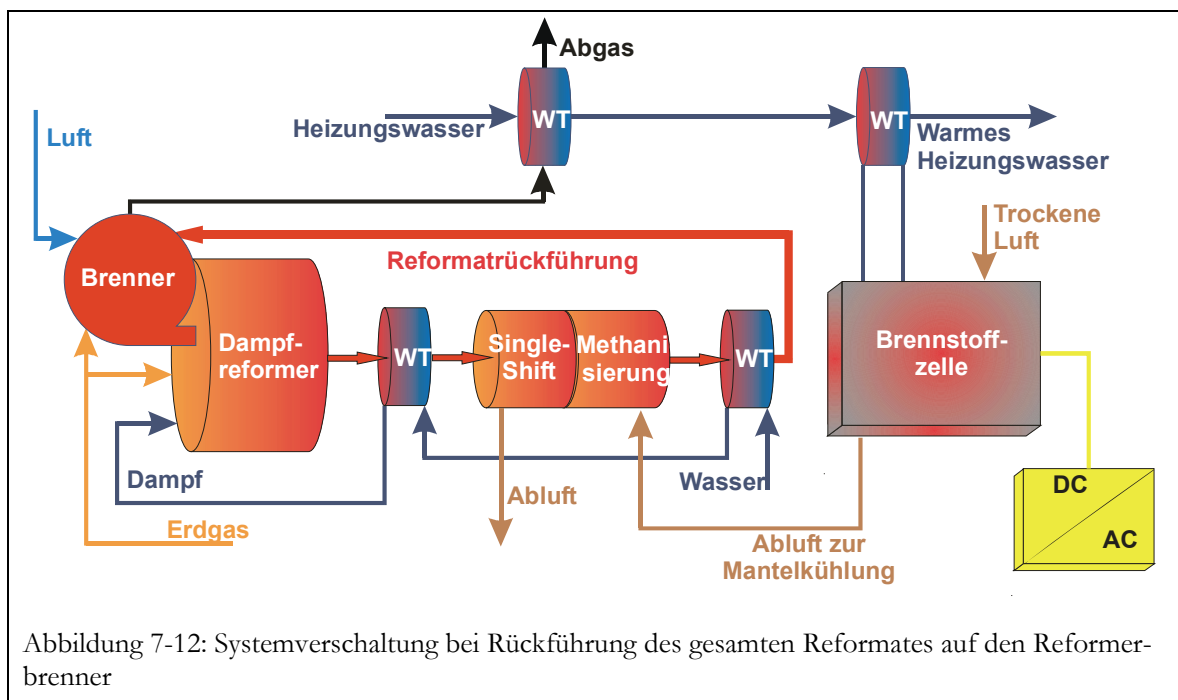 Abgas
WT
WT
Heizungswasser
Warmes
Heizungswasser
Luft
Trockene
Luft
Reformatrückführung
Brenner
Dampf-
reformer
WT
Single-
Shift
Methani
sierung
WT
Brennstoff-
zelle
Dampf
Wasser
Abluft
Erdgas
Abluft zur
Mantelkühlung
DC
AC
Abbildung 7-12: Systemverschaltung bei Rückführung des gesamten Reformates auf den Reformer-
brenner